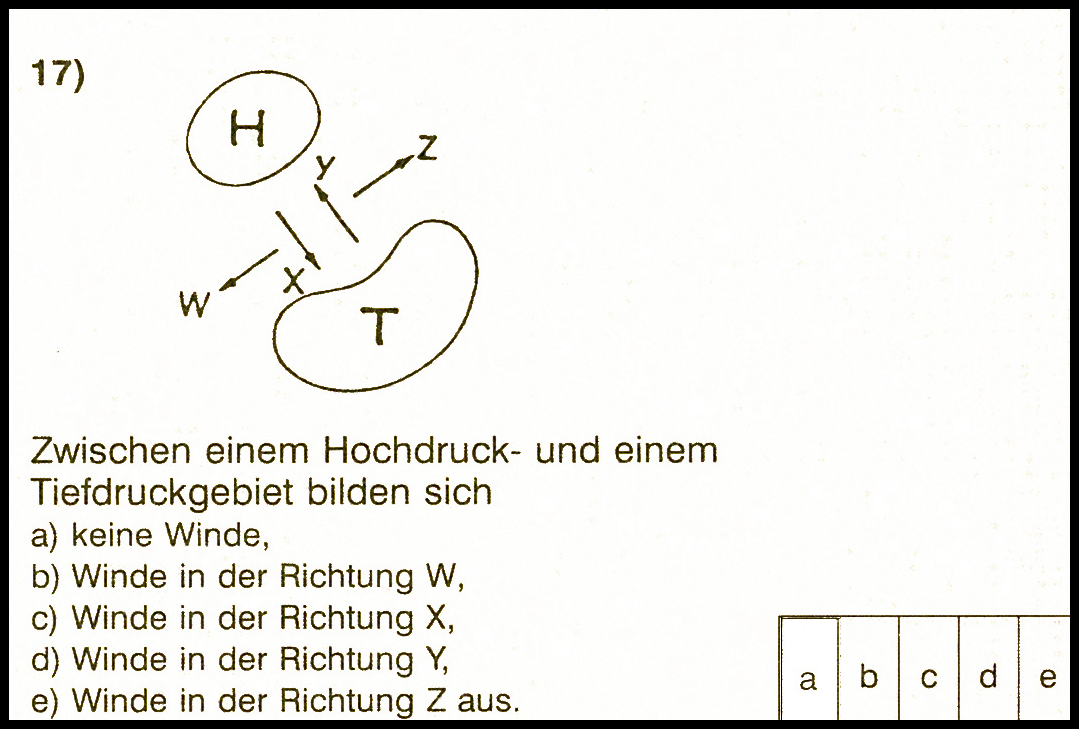 17)
H
Y
Z
X
W
T
Zwischen einem Hochdruck- und einem
Tiefdruckgebiet bilden sich
a) keine Winde,
b) Winde in der Richtung W,
c) Winde in der Richtung X,
d) Winde in der Richtung Y,
e) Winde in der Richtung Z aus.
a b c d e